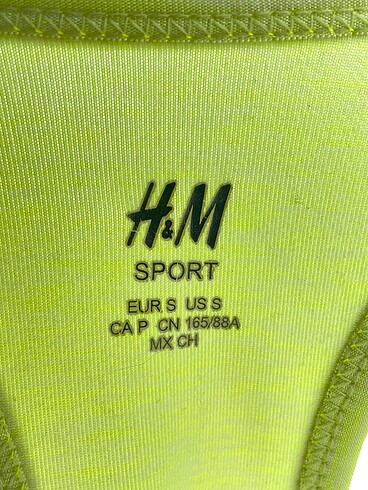 H&M
SPORT
EUR S US S
CA P CN 165/88A
MX CH